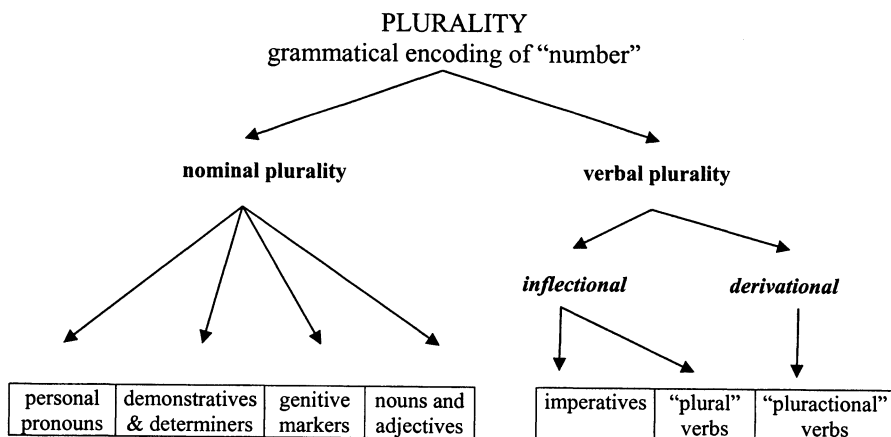 PLURALITY
grammatical encoding of “number”
nominal plurality
verbal plurality
inflectional
derivational
personal pronouns
demonstratives & determiners
genitive markers
nouns and adjectives
imperatives
“plural” verbs
“pluractional” verbs